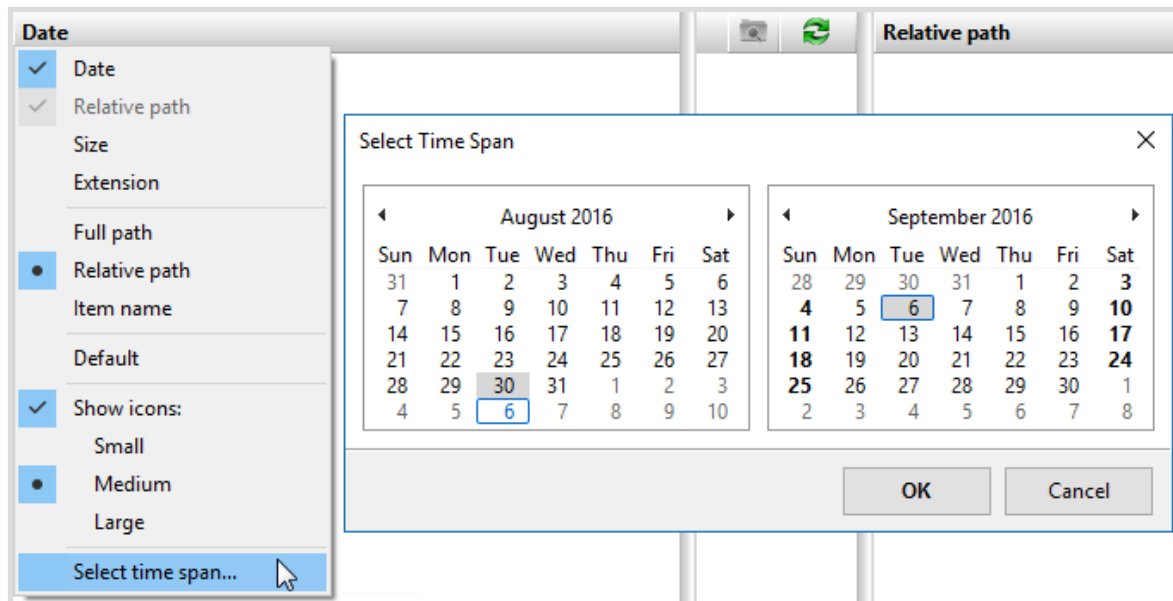 Date
Relative path
Date
Relative path
Size
Extension
Full path
Relative path
Item name
Default
Show icons:
Small
Medium
Large
Select time span...
Select Time Span
August 2016
Sun Mon Tue Wed Thu Fri Sat
31 1 2 3 4 5 6
7 8 9 10 11 12 13
14 15 16 17 18 19 20
21 22 23 24 25 26 27
28 29 30 31 1 2 3
4 5 6 7 8 9 10
September 2016
Sun Mon Tue Wed Thu Fri Sat
28 29 30 31 1 2 3
4 5 6 7 8 9 10
11 12 13 14 15 16 17
18 19 20 21 22 23 24
25 26 27 28 29 30 1
2 3 4 5 6 7 8
OK
Cancel